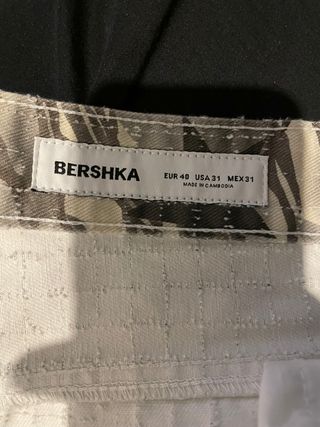 BERSHKA EUR 40 USA 31 MEX 31
MADE IN CAMBODIA